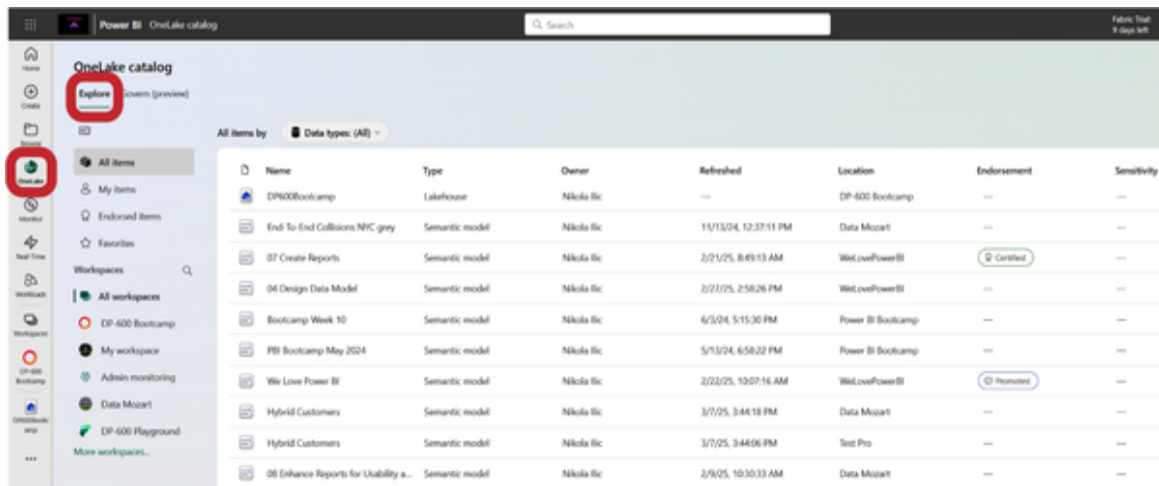 Power BI OneLake catalog
Search
Fabric Trial:
9 days left
Home
Create
Browse
OneLake
Monitor
Real-Time
Workloads
Workspaces
DP-600
Bootcamp
DP600Bootc
amp
OneLake catalog
Explore Govern (preview)
All items
My items
Endorsed items
Favorites
Workspaces
All workspaces
DP-600 Bootcamp
My workspace
Admin monitoring
Data Mozart
DP-600 Playground
More workspaces...
All items by Data types: (All)
Name Type Owner Refreshed Location Endorsement Sensitivity
DP600Bootcamp Lakehouse Nikola Ilic — DP-600 Bootcamp — —
End-To-End Collisions NYC grey Semantic model Nikola Ilic 11/13/24, 12:37:11 PM Data Mozart — —
07 Create Reports Semantic model Nikola Ilic 2/21/25, 8:49:13 AM WeLovePowerBI Certified —
04 Design Data Model Semantic model Nikola Ilic 2/27/25, 2:58:26 PM WeLovePowerBI — —
Bootcamp Week 10 Semantic model Nikola Ilic 6/3/24, 5:15:30 PM Power BI Bootcamp — —
PBI Bootcamp May 2024 Semantic model Nikola Ilic 5/13/24, 6:58:22 PM Power BI Bootcamp — —
We Love Power BI Semantic model Nikola Ilic 2/22/25, 10:07:16 AM WeLovePowerBI Promoted —
Hybrid Customers Semantic model Nikola Ilic 3/7/25, 3:44:18 PM Data Mozart — —
Hybrid Customers Semantic model Nikola Ilic 3/7/25, 3:44:06 PM Test Pro — —
08 Enhance Reports for Usability a... Semantic model Nikola Ilic 2/9/25, 10:30:33 AM Data Mozart — —